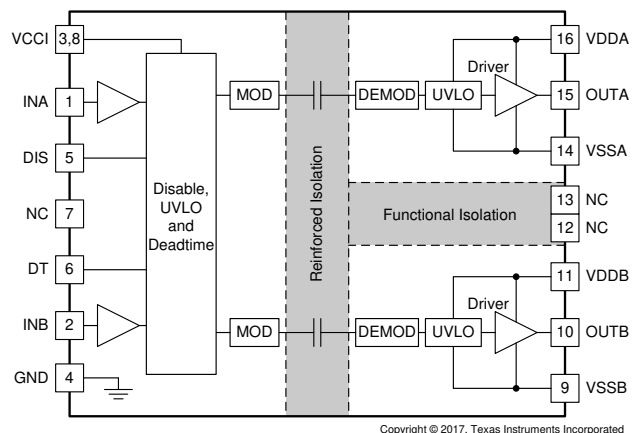 VCCI 3,8
INA 1
DIS 5
NC 7
DT 6
INB 2
GND 4
Disable,
UVLO
and
Deadtime
MOD
MOD
Reinforced Isolation
DEMOD UVLO Driver
16 VDDA
15 OUTA
14 VSSA
Functional Isolation
13 NC
12 NC
DEMOD UVLO Driver
11 VDDB
10 OUTB
9 VSSB
Copyright © 2017, Texas Instruments Incorporated